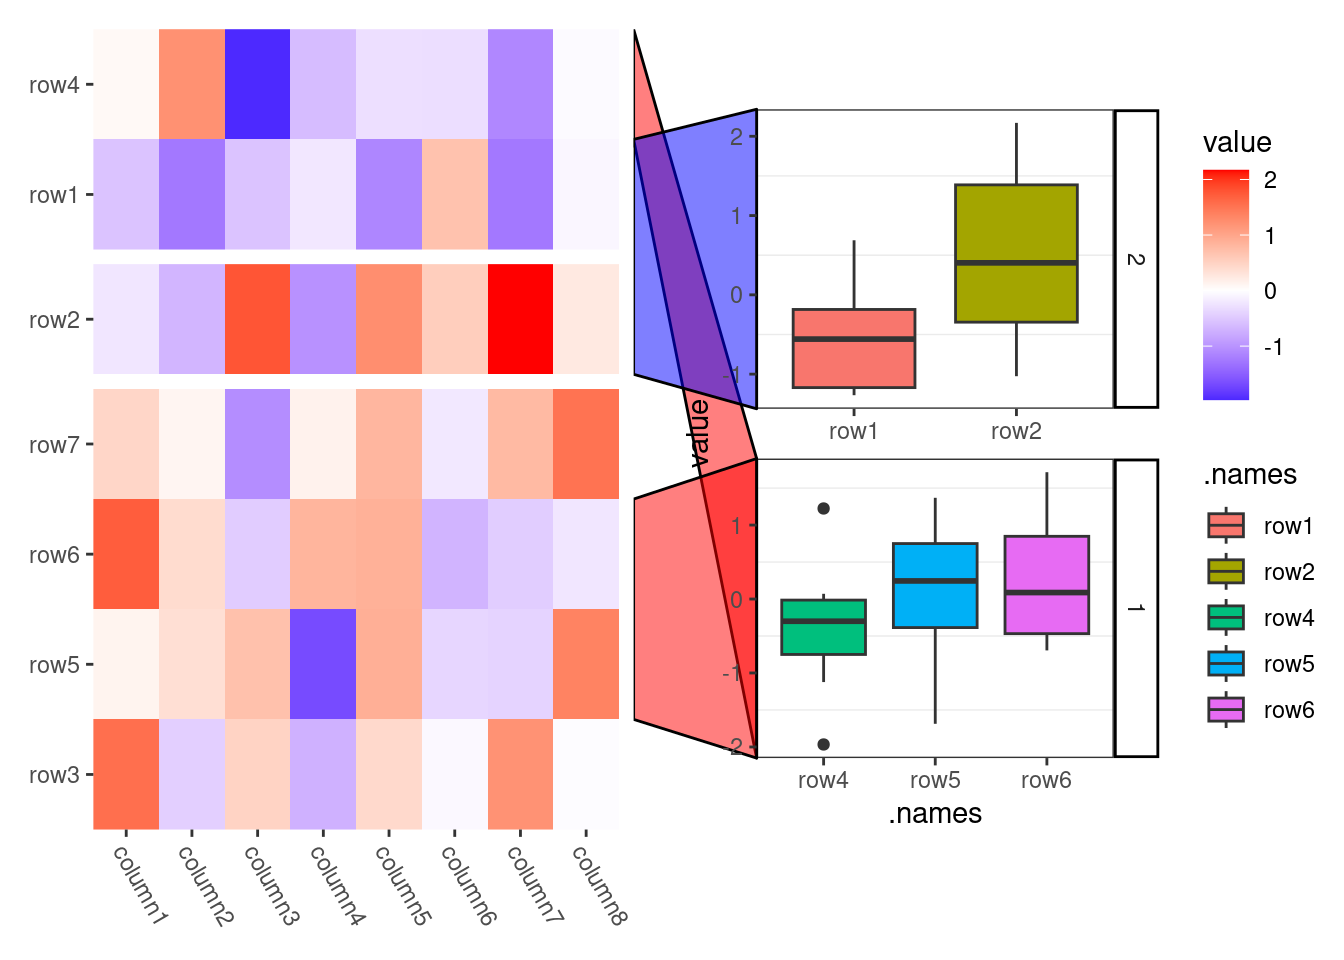 row4
row1
row2
row7
row6
row5
row3
column1
column2
column3
column4
column5
column6
column7
column8
value
2
1
0
-1
row1
row2
2
1
0
-1
-2
row4
row5
row6
1
.names
value
2
1
0
-1
.names
row1
row2
row4
row5
row6